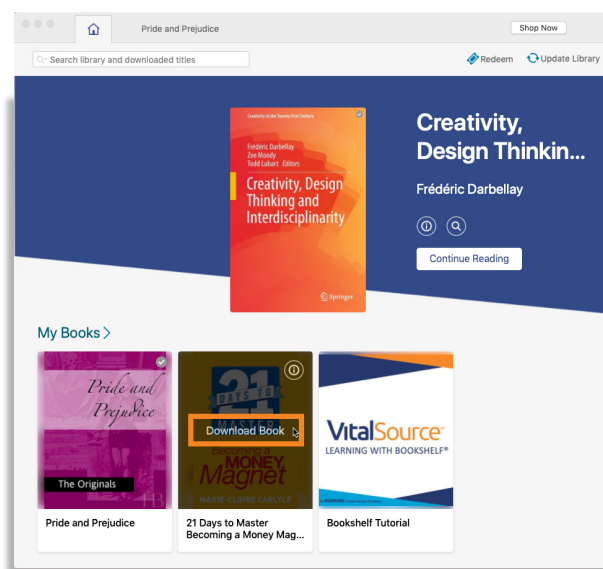 Pride and Prejudice
Shop Now
Search library and downloaded titles
Redeem
Update Library
Creativity in the Twenty First Century
Frédéric Darbellay
Zoe Moody
Todd Lubart Editors
Creativity, Design
Thinking and
Interdisciplinarity
Springer
Creativity,
Design Thinkin...
Frédéric Darbellay
Continue Reading
My Books >
Pride and
Prejudice
The Originals
HB
Pride and Prejudice
21
DAYS TO
MASTER
Download Book
Becoming a
MONEY
Magnet
MARIE-CLAIRE CARLYLE
21 Days to Master
Becoming a Money Mag...
VitalSource™
LEARNING WITH BOOKSHELF®
Bookshelf Tutorial